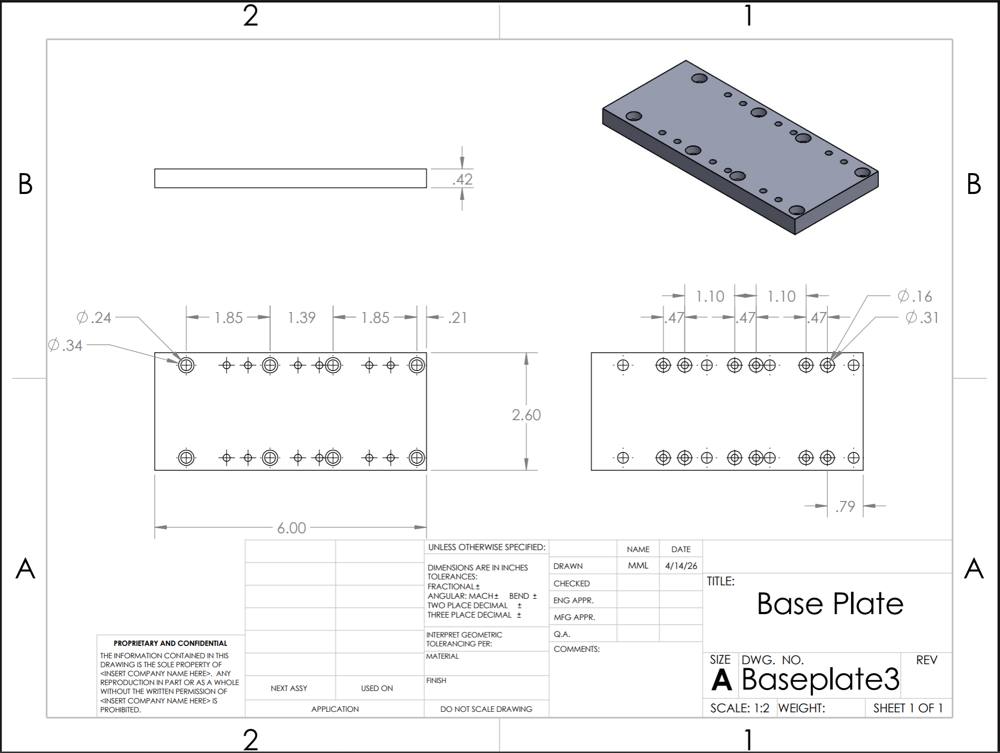 2 1
B B
.42
1.10 1.10 ⌀.16
⌀.24 1.85 1.39 1.85 .21 .47 .47 .47 ⌀.31
⌀.34
2.60
.79
6.00
A A
UNLESS OTHERWISE SPECIFIED:
DIMENSIONS ARE IN INCHES
TOLERANCES:
FRACTIONAL ±
ANGULAR: MACH ± BEND ±
TWO PLACE DECIMAL ±
THREE PLACE DECIMAL ±
INTERPRET GEOMETRIC
TOLERANCING PER:
MATERIAL
FINISH
DO NOT SCALE DRAWING
NAME DATE
DRAWN MML 4/14/26
CHECKED
ENG APPR.
MFG APPR.
Q.A.
COMMENTS:
TITLE:
Base Plate
SIZE DWG. NO. REV
A Baseplate3
SCALE: 1:2 WEIGHT: SHEET 1 OF 1
PROPRIETARY AND CONFIDENTIAL
THE INFORMATION CONTAINED IN THIS
DRAWING IS THE SOLE PROPERTY OF
<INSERT COMPANY NAME HERE>. ANY
REPRODUCTION IN PART OR AS A WHOLE
WITHOUT THE WRITTEN PERMISSION OF
<INSERT COMPANY NAME HERE> IS
PROHIBITED.
NEXT ASSY USED ON
APPLICATION
2 1